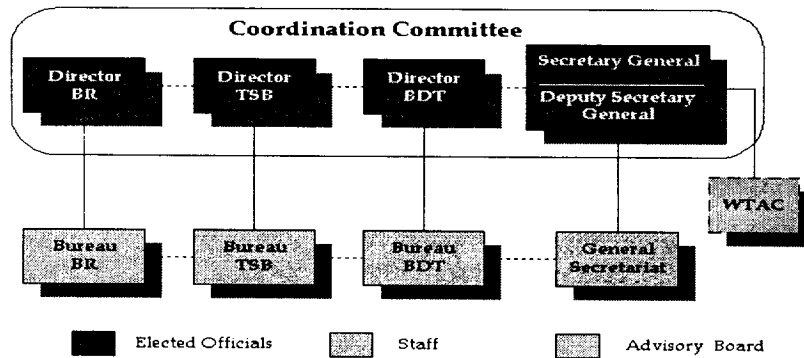 Coordination Committee
Director
BR
Director
TSB
Director
BDT
Secretary General
Deputy Secretary
General
WTAC
Bureau
BR
Bureau
TSB
Bureau
BDT
General
Secretariat
Elected Officials
Staff
Advisory Board